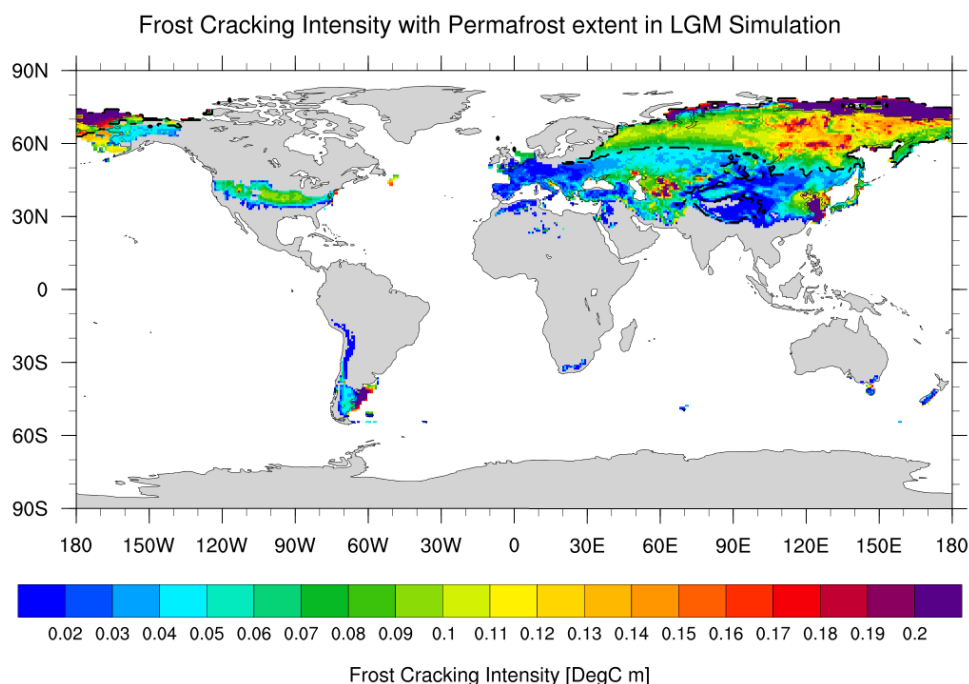 Frost Cracking Intensity with Permafrost extent in LGM Simulation
90N
60N
30N
0
30S
60S
90S
180 150W 120W 90W 60W 30W 0 30E 60E 90E 120E 150E 180
0.02 0.03 0.04 0.05 0.06 0.07 0.08 0.09 0.1 0.11 0.12 0.13 0.14 0.15 0.16 0.17 0.18 0.19 0.2
Frost Cracking Intensity [DegC m]